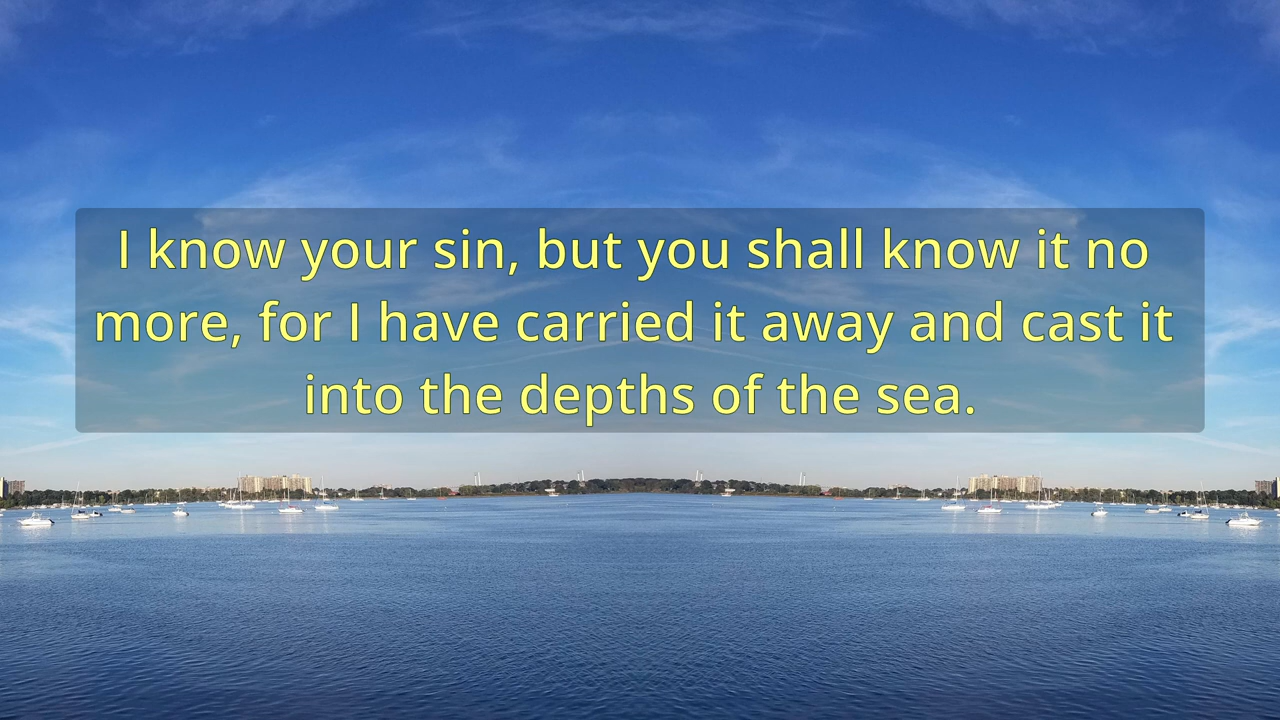 I know your sin, but you shall know it no
more, for I have carried it away and cast it
into the depths of the sea.